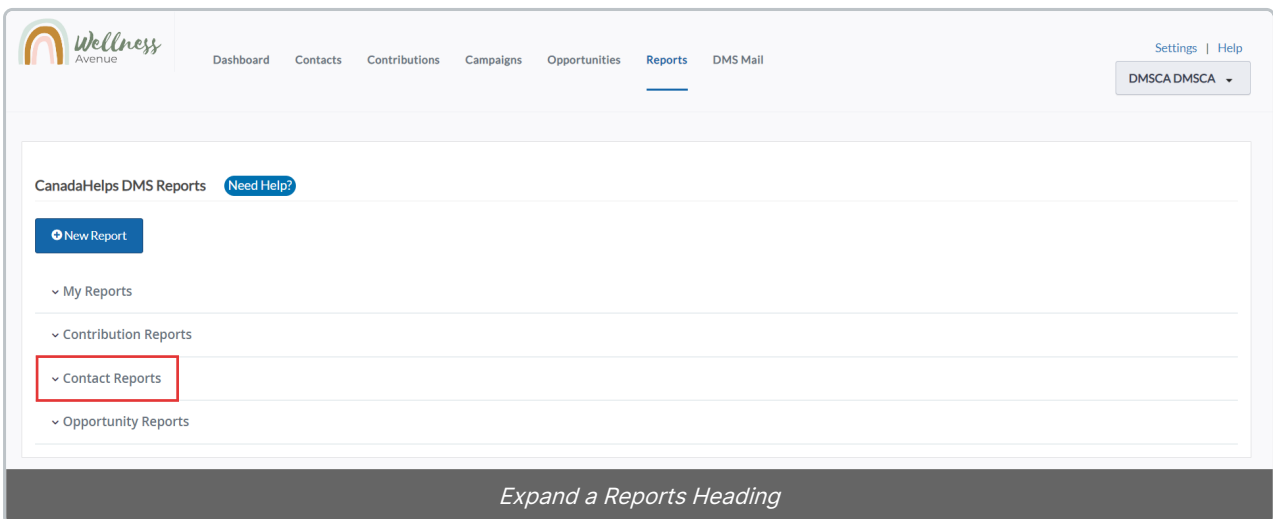 Wellness
Avenue
Dashboard Contacts Contributions Campaigns Opportunities Reports DMS Mail
Settings | Help
DMSCA DMSCA
CanadaHelps DMS Reports Need Help?
New Report
My Reports
Contribution Reports
Contact Reports
Opportunity Reports
Expand a Reports Heading